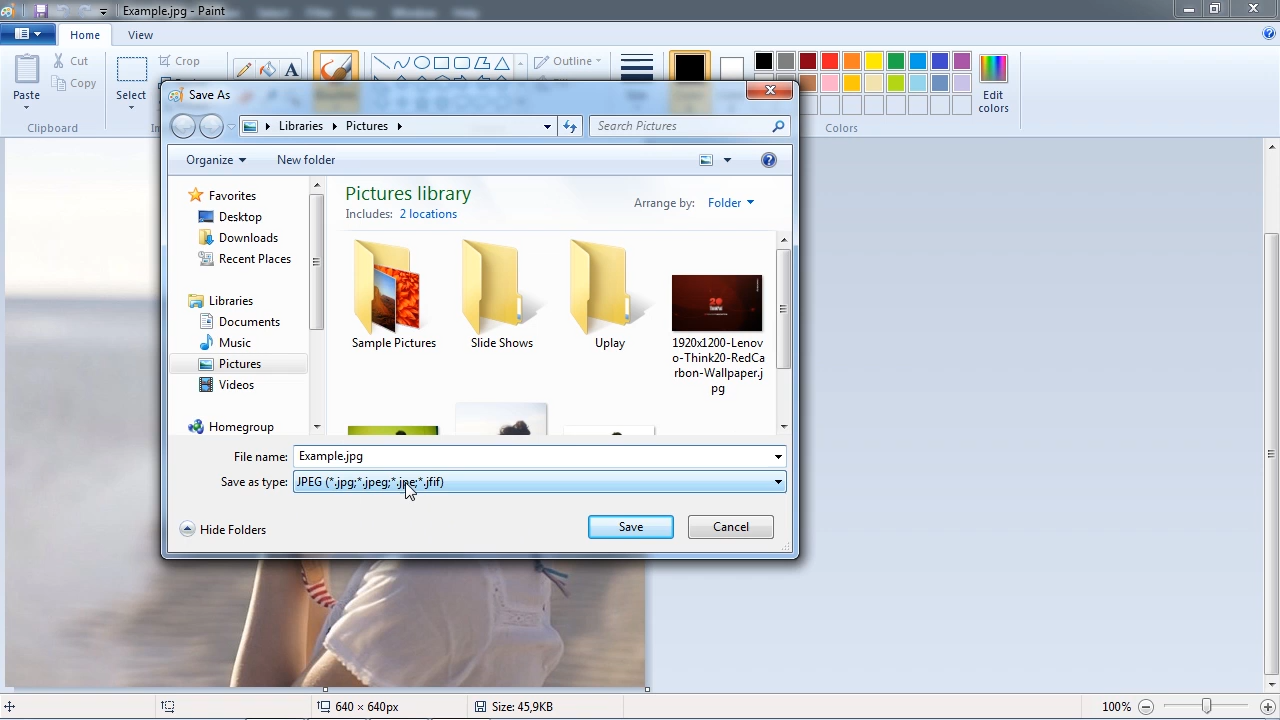 Example.jpg - Paint
Home
View
Cut
Crop
Outline
Copy
Paste
Select
Edit
colors
Clipboard
Colors
Save As
Libraries
Pictures
Search Pictures
Organize
New folder
Favorites
Desktop
Downloads
Recent Places
Libraries
Documents
Music
Pictures
Videos
Homegroup
Pictures library
Includes: 2 locations
Arrange by: Folder
Sample Pictures
Slide Shows
Uplay
1920x1200-Lenov
o-Think20-RedCa
rbon-Wallpaper.j
pg
File name: Example.jpg
Save as type: JPEG (*.jpg;*.jpeg;*.jpe;*.jfif)
Hide Folders
Save
Cancel
640 × 640px
Size: 45,9KB
100%